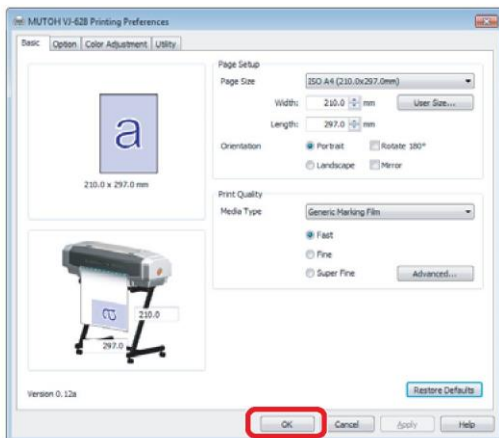 MUTOH VJ-628 Printing Preferences
Basic Option Color Adjustment Utility
a
210.0 x 297.0 mm
Page Setup
Page Size ISO A4 (210.0x297.0mm)
Width: 210.0 mm User Size...
Length: 297.0 mm
Orientation Portrait Rotate 180°
Landscape Mirror
Print Quality
Media Type Generic Marking Film
Fast
Fine
Super Fine Advanced...
a
210.0
297.0
Version 0.12a
Restore Defaults
OK Cancel Apply Help